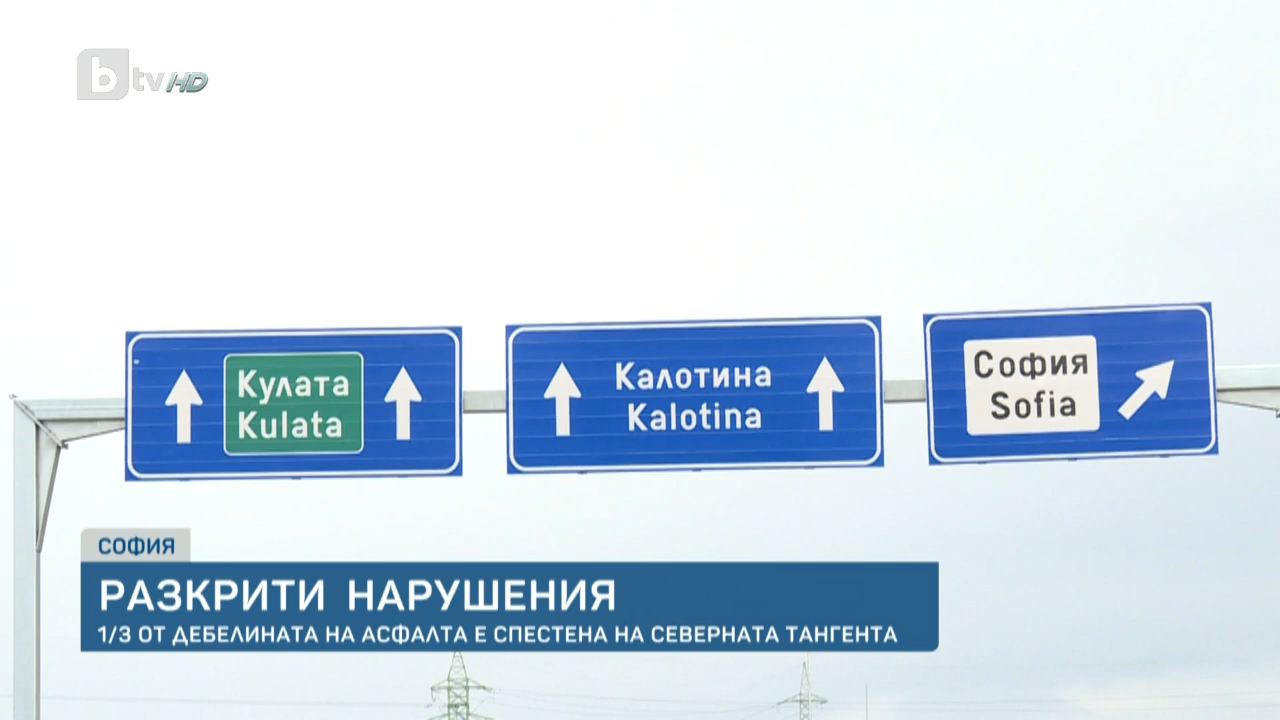 btv HD
Кулата
Kulata
Калотина
Kalotina
София
Sofia
СОФИЯ
РАЗКРИТИ НАРУШЕНИЯ
1/3 ОТ ДЕБЕЛИНАТА НА АСФАЛТА Е СПЕСТЕНА НА СЕВЕРНАТА ТАНГЕНТА